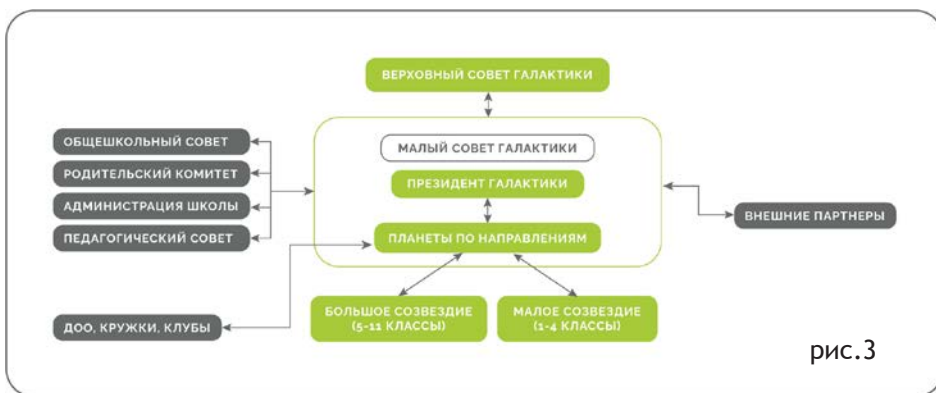 ВЕРХОВНЫЙ СОВЕТ ГАЛАКТИКИ
МАЛЫЙ СОВЕТ ГАЛАКТИКИ
ПРЕЗИДЕНТ ГАЛАКТИКИ
ПЛАНЕТЫ ПО НАПРАВЛЕНИЯМ
ОБЩЕШКОЛЬНЫЙ СОВЕТ
РОДИТЕЛЬСКИЙ КОМИТЕТ
АДМИНИСТРАЦИЯ ШКОЛЫ
ПЕДАГОГИЧЕСКИЙ СОВЕТ
ВНЕШНИЕ ПАРТНЕРЫ
ДОО, КРУЖКИ, КЛУБЫ
БОЛЬШОЕ СОЗВЕЗДИЕ
(5-11 КЛАССЫ)
МАЛОЕ СОЗВЕЗДИЕ
(1-4 КЛАССЫ)
рис.3